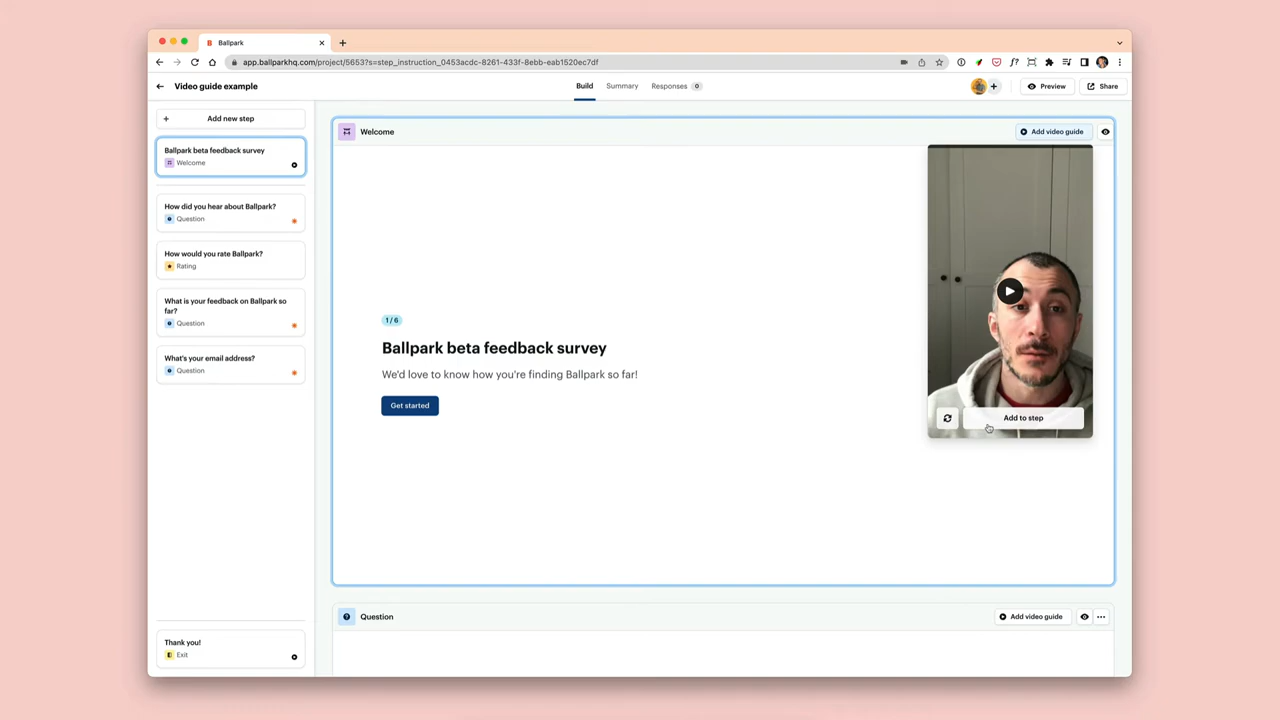 Ballpark
app.ballparkhq.com/project/5653?s=step_instruction_0453acdc-8261-433f-8ebb-eab1520ec7df
Video guide example
Build
Summary
Responses 0
Preview
Share
Add new step
Ballpark beta feedback survey
Welcome
How did you hear about Ballpark?
Question
How would you rate Ballpark?
Rating
What is your feedback on Ballpark so
far?
Question
What's your email address?
Question
Thank you!
Exit
Welcome
Add video guide
1 / 6
Ballpark beta feedback survey
We'd love to know how you're finding Ballpark so far!
Get started
Add to step
Question
Add video guide